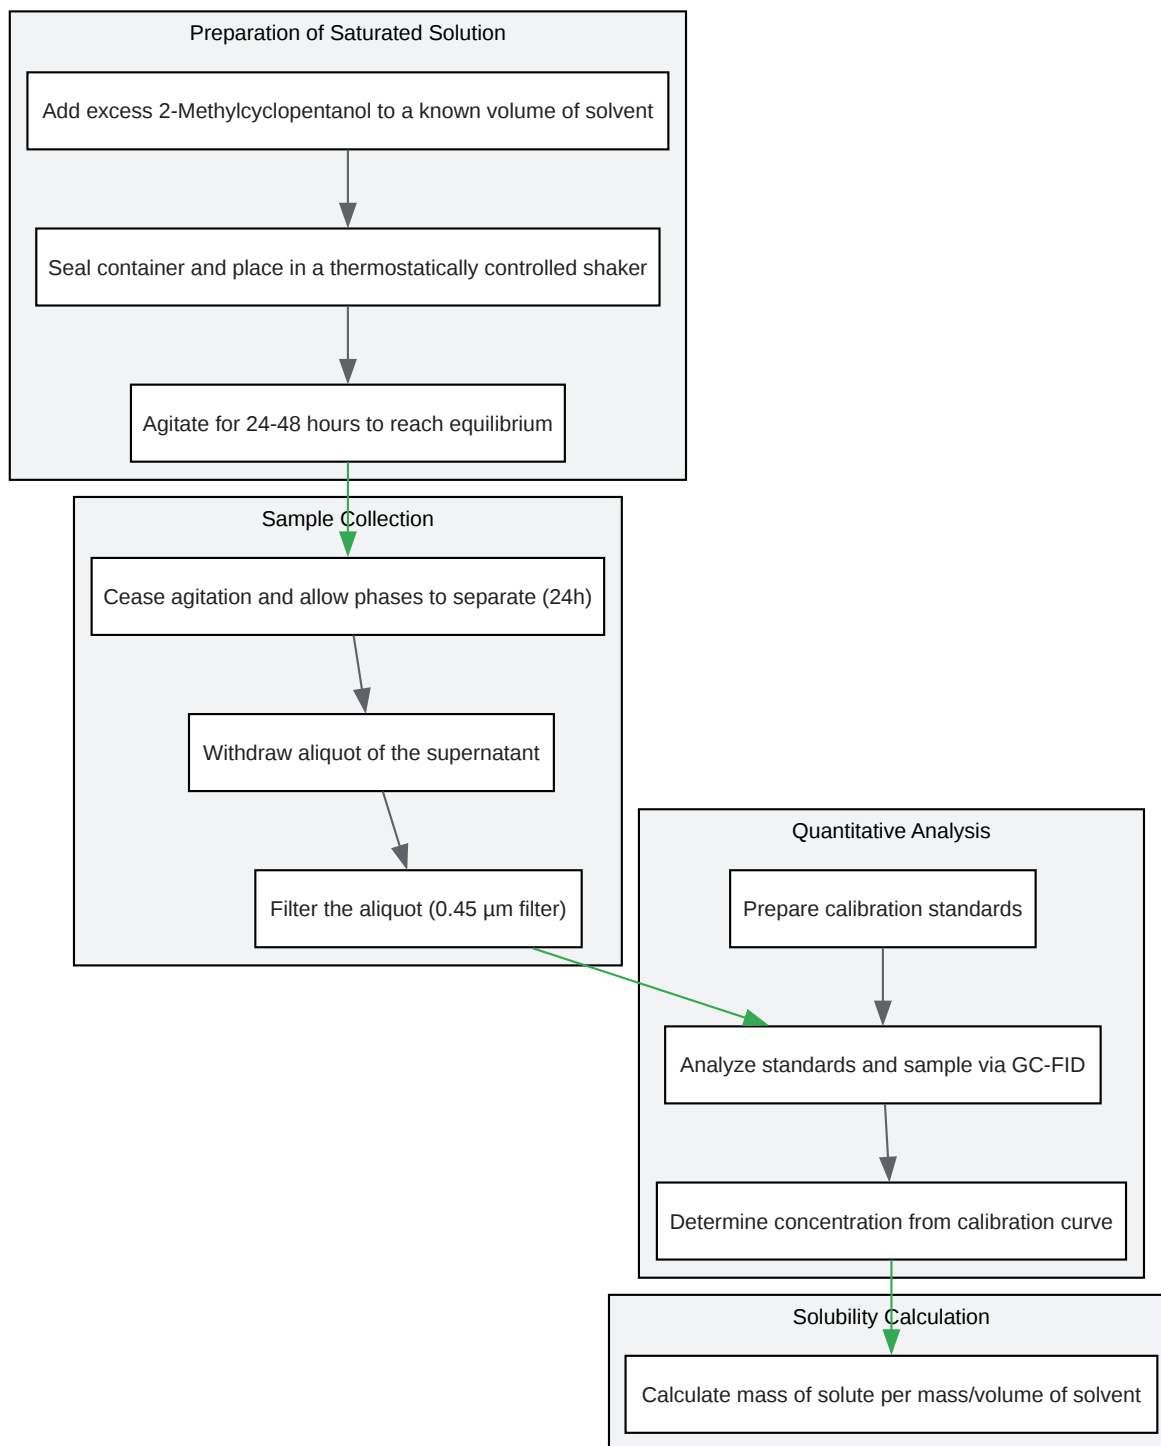 Preparation of Saturated Solution
Add excess 2-Methylcyclopentanol to a known volume of solvent
Seal container and place in a thermostatically controlled shaker
Agitate for 24-48 hours to reach equilibrium
Sample Collection
Cease agitation and allow phases to separate (24h)
Withdraw aliquot of the supernatant
Filter the aliquot (0.45 µm filter)
Quantitative Analysis
Prepare calibration standards
Analyze standards and sample via GC-FID
Determine concentration from calibration curve
Solubility Calculation
Calculate mass of solute per mass/volume of solvent